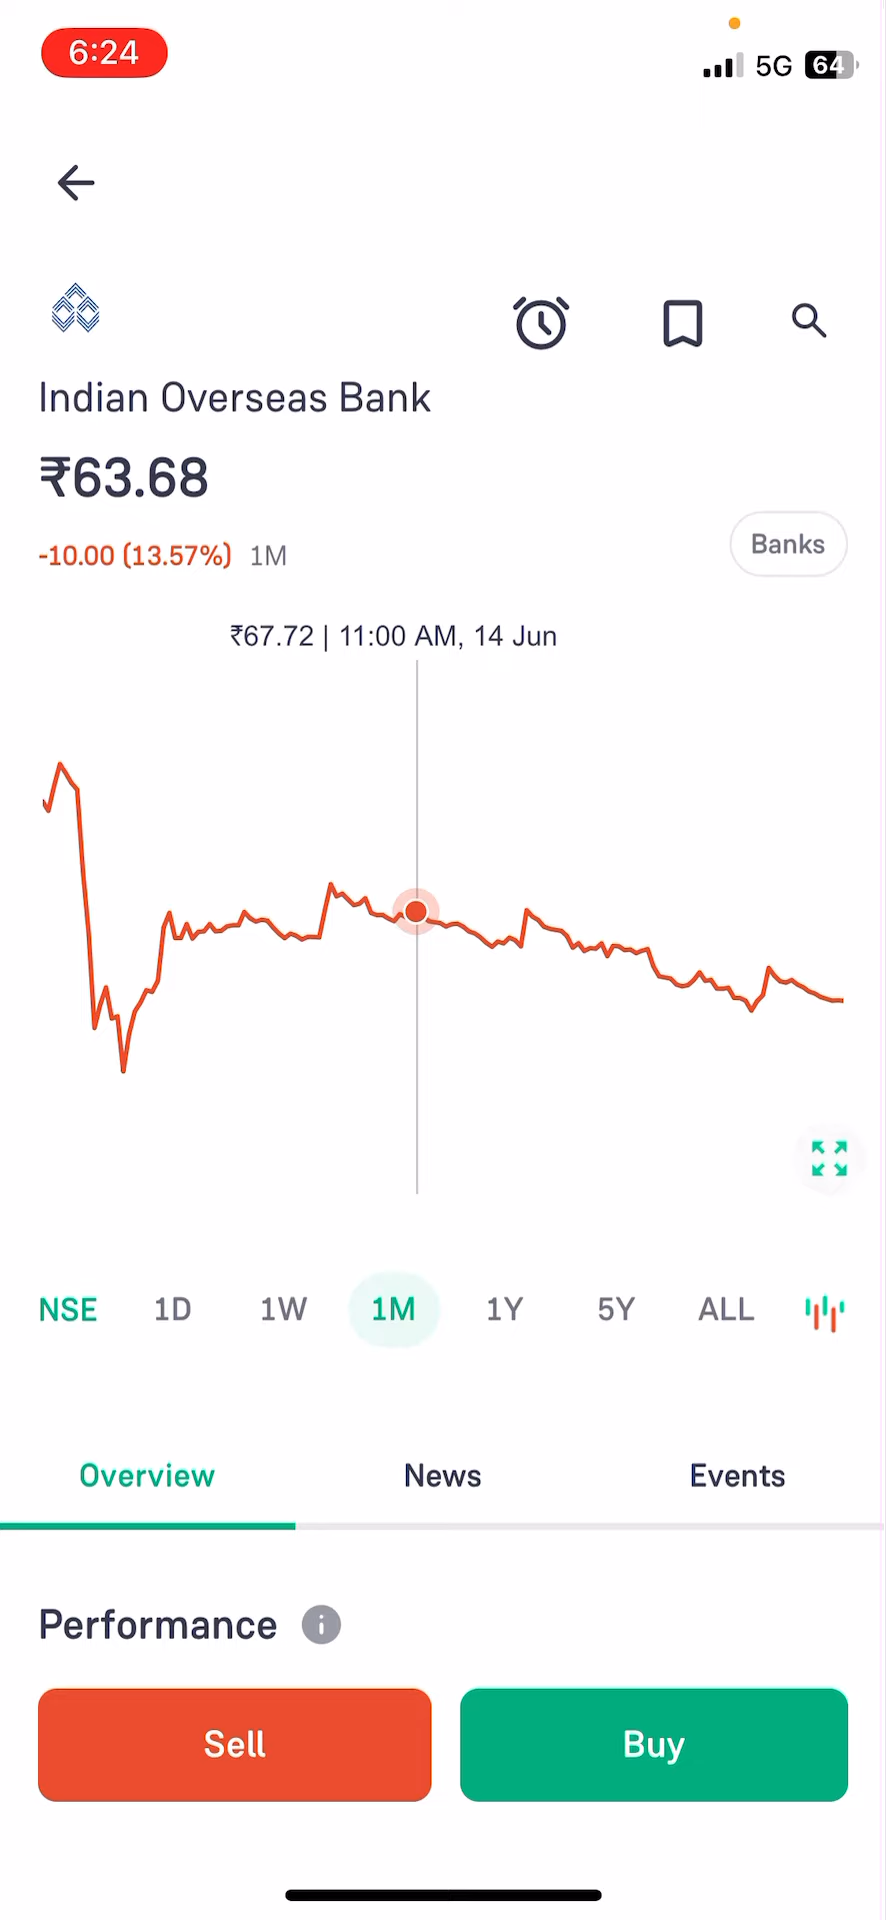 6:24
5G 64
Indian Overseas Bank
₹63.68
-10.00 (13.57%) 1M
Banks
₹67.72 | 11:00 AM, 14 Jun
NSE 1D 1W 1M 1Y 5Y ALL
Overview News Events
Performance i
Sell Buy